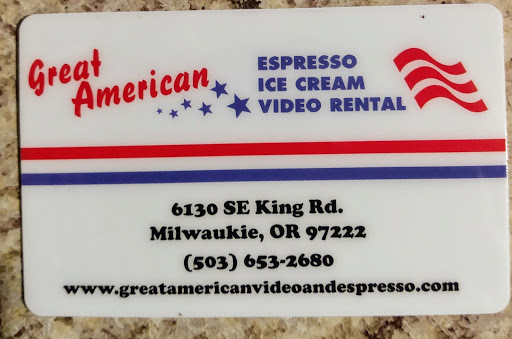 Great
American
ESPRESSO
ICE CREAM
VIDEO RENTAL
6130 SE King Rd.
Milwaukie, OR 97222
(503) 653-2680
www.greatamericanvideoandespresso.com